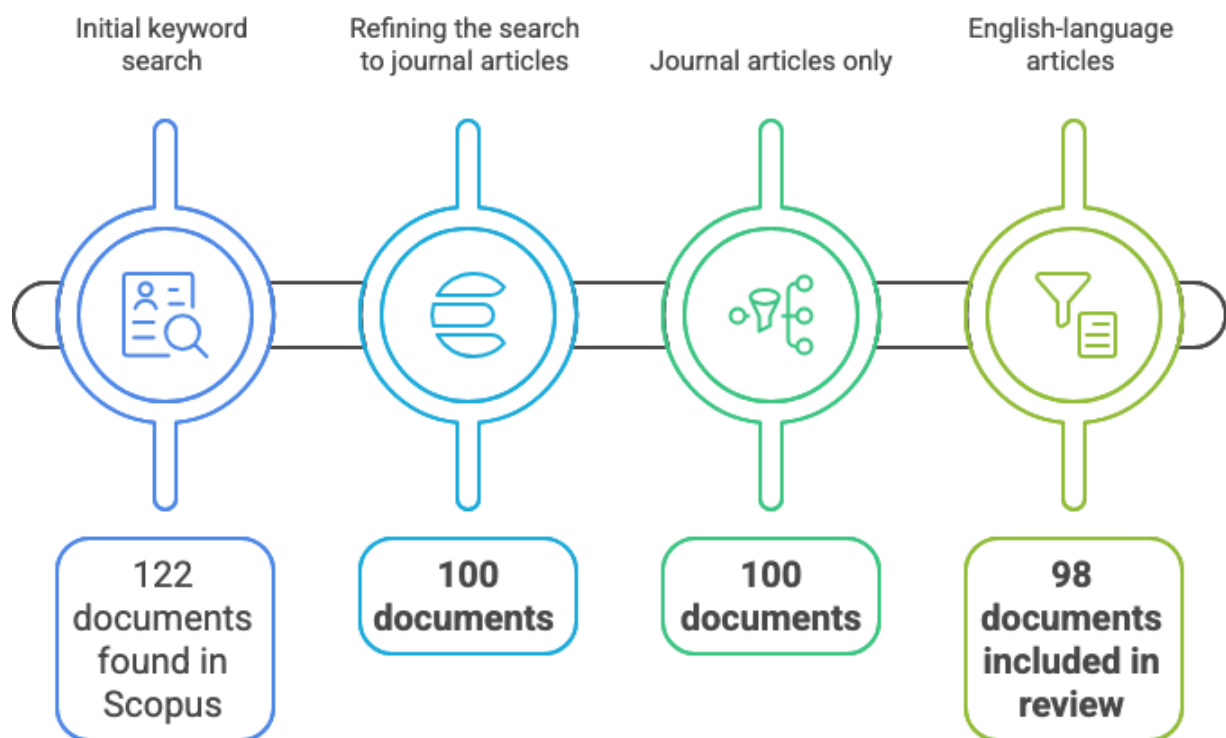 Initial keyword
search
Refining the search
to journal articles
Journal articles only
English-language
articles
122
documents
found in
Scopus
100
documents
100
documents
98
documents
included in
review